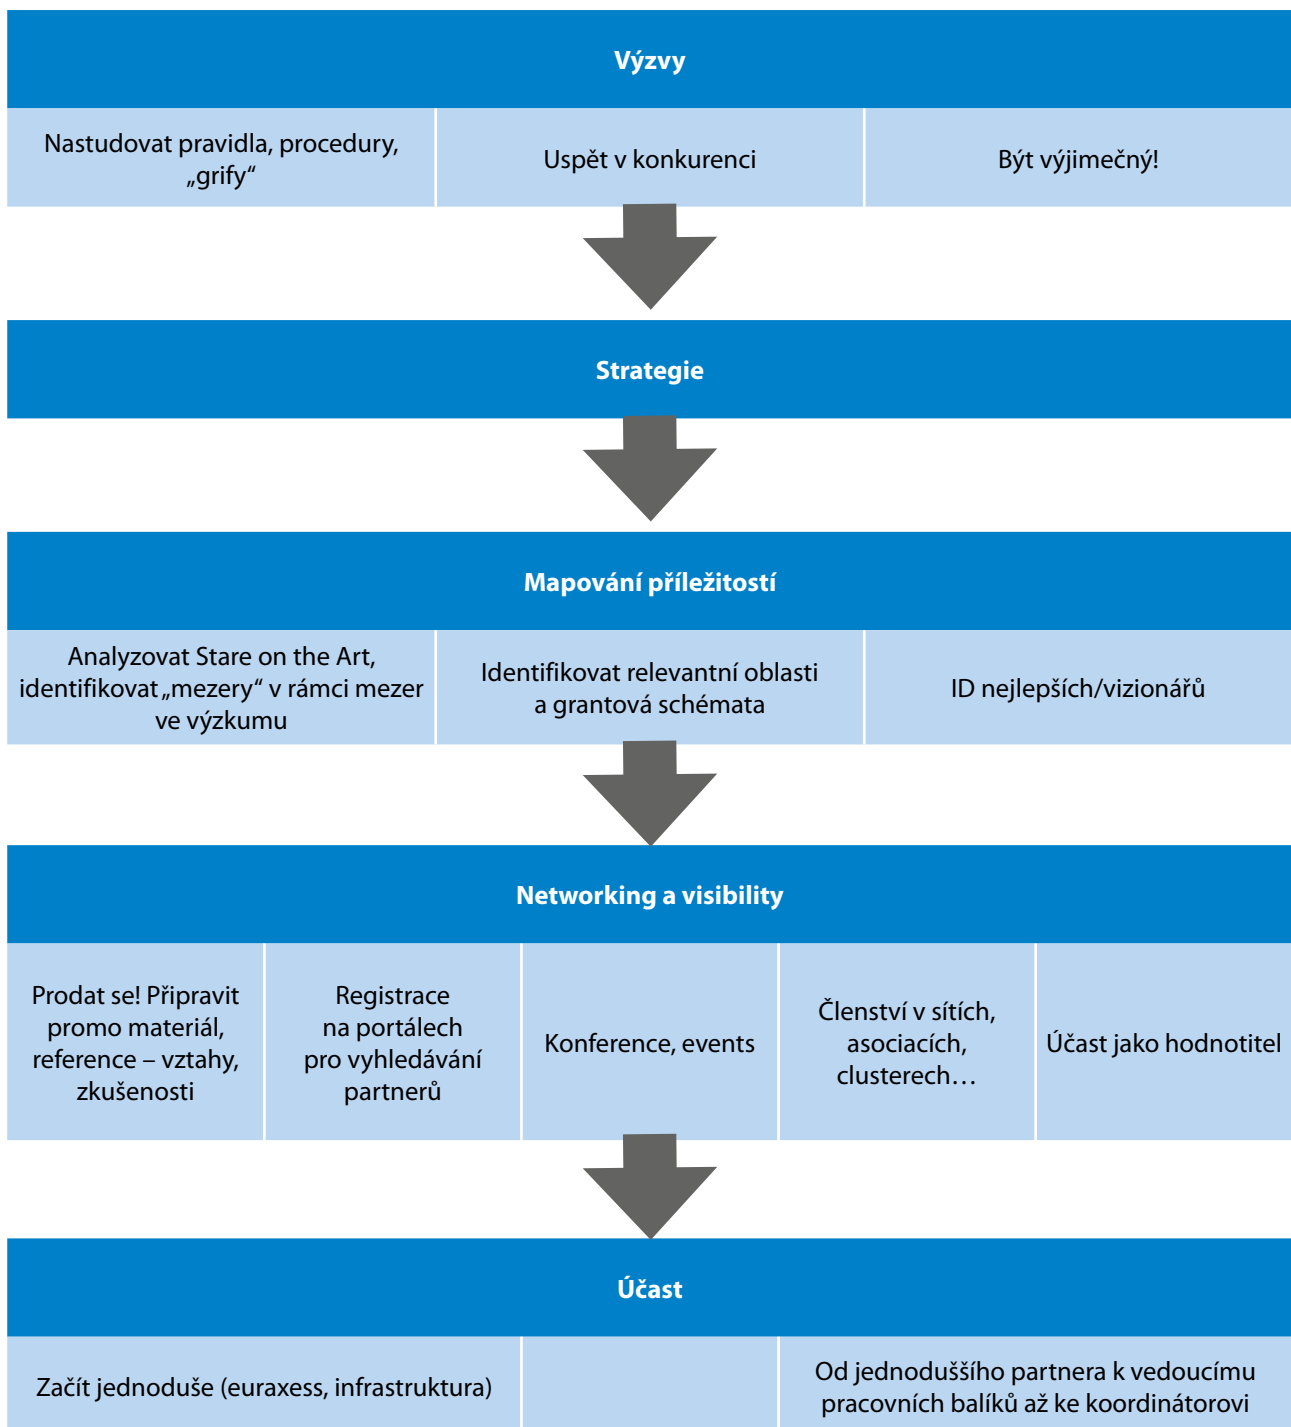 Výzvy
Nastudovat pravidla, procedury,
„grify“
Uspět v konkurenci
Být výjimečný!
Strategie
Mapování příležitostí
Analyzovat Stare on the Art,
identifikovat „mezery“ v rámci mezer
ve výzkumu
Identifikovat relevantní oblasti
a grantová schémata
ID nejlepších/vizionářů
Networking a visibility
Prodat se! Připravit
promo materiál,
reference – vztahy,
zkušenosti
Registrace
na portálech
pro vyhledávání
partnerů
Konference, events
Členství v sítích,
asociacích,
clusterech…
Účast jako hodnotitel
Účast
Začít jednoduše (euraxess, infrastruktura)
Od jednoduššího partnera k vedoucímu
pracovních balíků až ke koordinátorovi